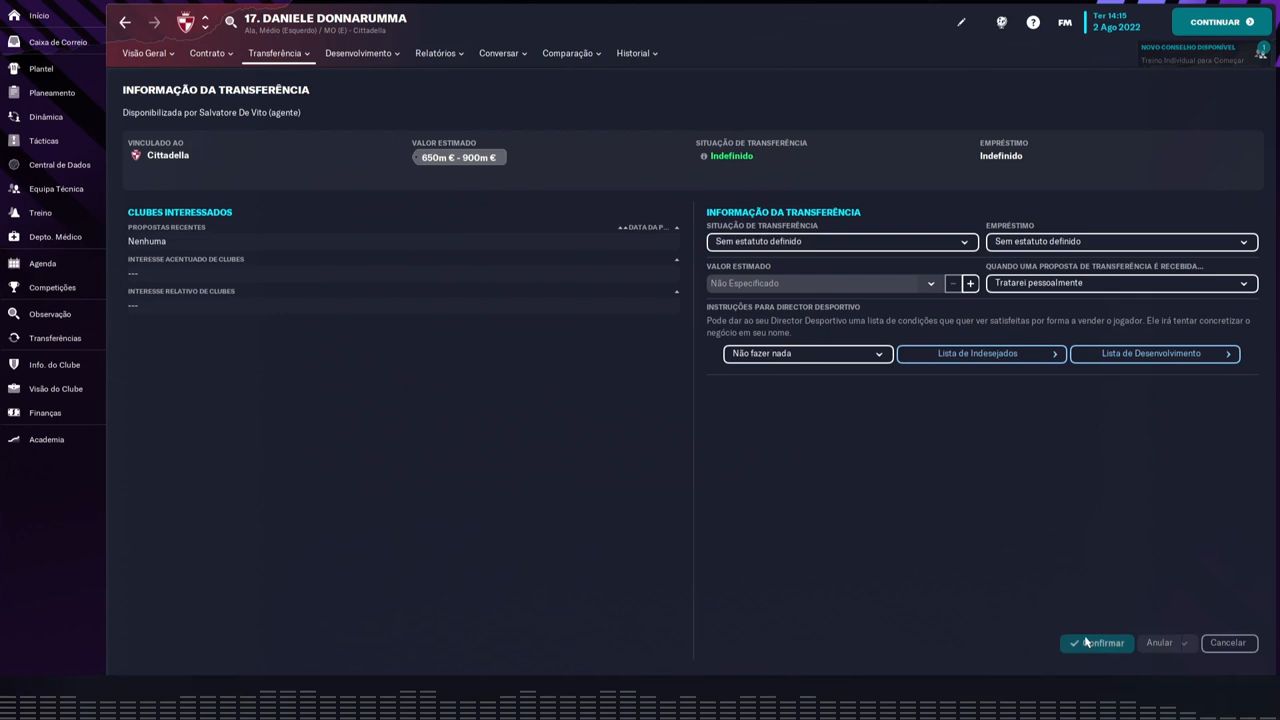 Início
Caixa de Correio
Plantel
Planeamento
Dinâmica
Tácticas
Central de Dados
Equipa Técnica
Treino
Depto. Médico
Agenda
Competições
Observação
Transferências
Info. do Clube
Visão do Clube
Finanças
Academia
17. DANIELE DONNARUMMA
Ala, Médio (Esquerdo) / MO (E) - Cittadella
FM
Ter 14:15
2 Ago 2022
CONTINUAR
Visão Geral
Contrato
Transferência
Desenvolvimento
Relatórios
Conversar
Comparação
Historial
NOVO CONSELHO DISPONÍVEL
1
Treino Individual para Começar
INFORMAÇÃO DA TRANSFERÊNCIA
Disponibilizada por Salvatore De Vito (agente)
VINCULADO AO
Cittadella
VALOR ESTIMADO
650m € - 900m €
SITUAÇÃO DE TRANSFERÊNCIA
Indefinido
EMPRÉSTIMO
Indefinido
CLUBES INTERESSADOS
PROPOSTAS RECENTES
DATA DA P...
Nenhuma
INTERESSE ACENTUADO DE CLUBES
---
INTERESSE RELATIVO DE CLUBES
---
INFORMAÇÃO DA TRANSFERÊNCIA
SITUAÇÃO DE TRANSFERÊNCIA
Sem estatuto definido
EMPRÉSTIMO
Sem estatuto definido
VALOR ESTIMADO
Não Especificado
QUANDO UMA PROPOSTA DE TRANSFERÊNCIA É RECEBIDA...
Tratarei pessoalmente
INSTRUÇÕES PARA DIRECTOR DESPORTIVO
Pode dar ao seu Director Desportivo uma lista de condições que quer ver satisfeitas por forma a vender o jogador. Ele irá tentar concretizar o
negócio em seu nome.
Não fazer nada
Lista de Indesejados
Lista de Desenvolvimento
Confirmar
Anular
Cancelar